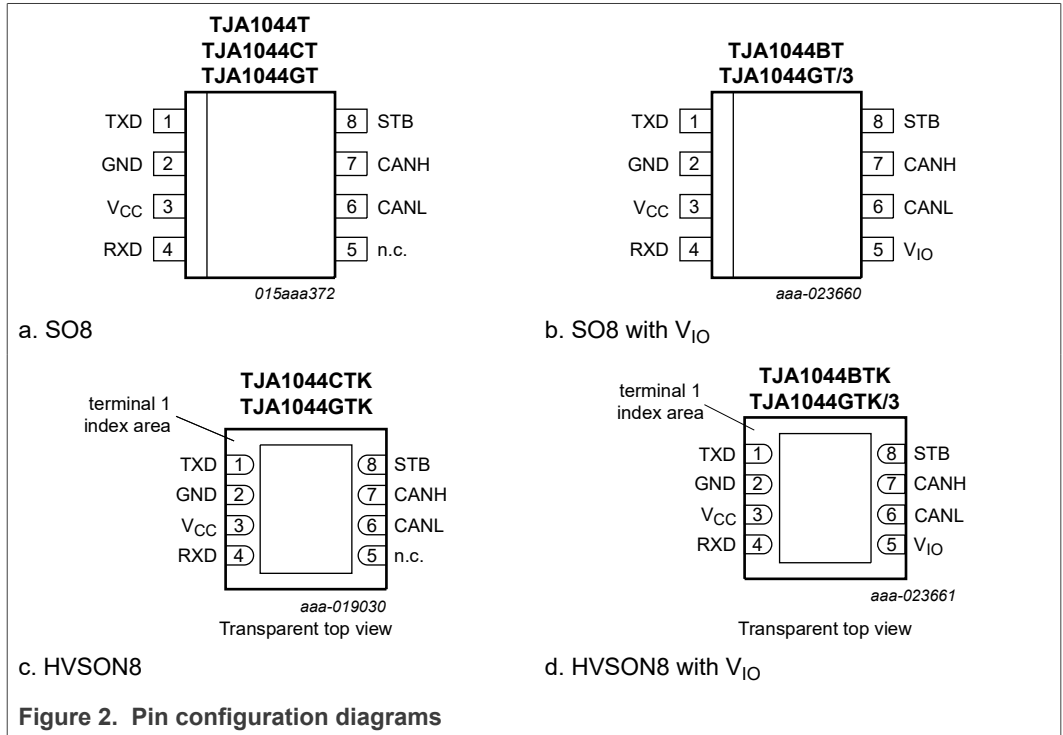 TJA1044T
TJA1044CT
TJA1044GT
TXD 1 8 STB
GND 2 7 CANH
VCC 3 6 CANL
RXD 4 5 n.c.
015aaa372
a. SO8
TJA1044BT
TJA1044GT/3
TXD 1 8 STB
GND 2 7 CANH
VCC 3 6 CANL
RXD 4 5 VIO
aaa-023660
b. SO8 with VIO
TJA1044CTK
TJA1044GTK
terminal 1
index area
TXD 1 8 STB
GND 2 7 CANH
VCC 3 6 CANL
RXD 4 5 n.c.
aaa-019030
Transparent top view
c. HVSON8
TJA1044BTK
TJA1044GTK/3
terminal 1
index area
TXD 1 8 STB
GND 2 7 CANH
VCC 3 6 CANL
RXD 4 5 VIO
aaa-023661
Transparent top view
d. HVSON8 with VIO
Figure 2. Pin configuration diagrams